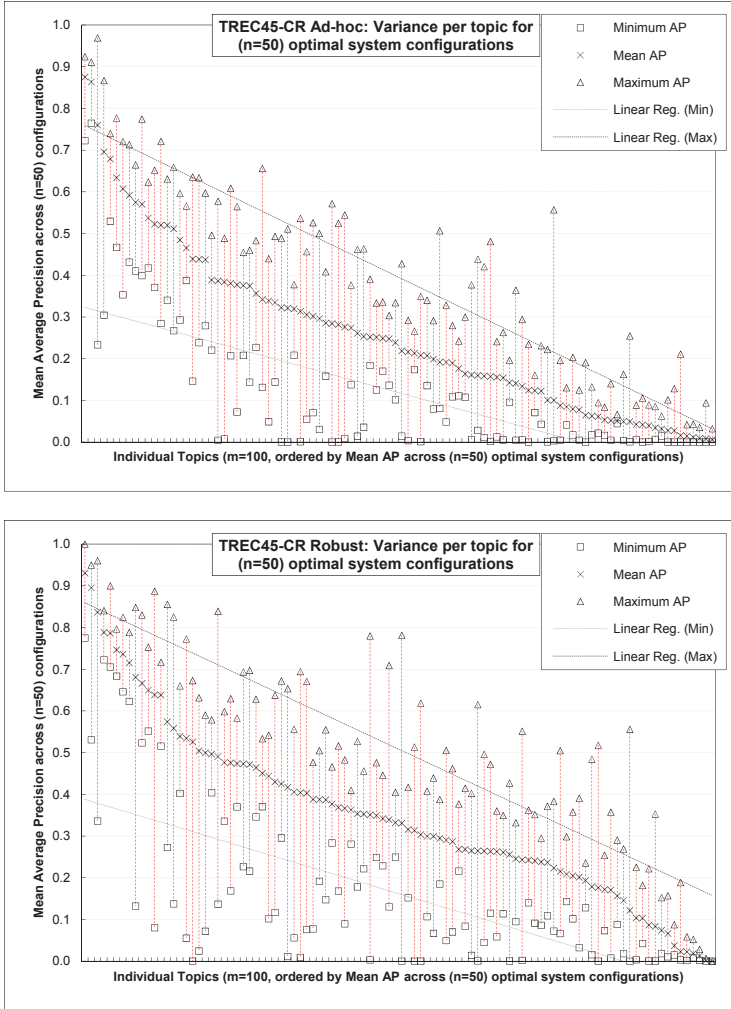 TREC45-CR Ad-hoc: Variance per topic for
(n=50) optimal system configurations
Minimum AP
Mean AP
Maximum AP
Linear Reg. (Min)
Linear Reg. (Max)
Mean Average Precision across (n=50) configurations
1.0
0.9
0.8
0.7
0.6
0.5
0.4
0.3
0.2
0.1
0.0
Individual Topics (m=100, ordered by Mean AP across (n=50) optimal system configurations)
TREC45-CR Robust: Variance per topic for
(n=50) optimal system configurations
Minimum AP
Mean AP
Maximum AP
Linear Reg. (Min)
Linear Reg. (Max)
Mean Average Precision across (n=50) configurations
1.0
0.9
0.8
0.7
0.6
0.5
0.4
0.3
0.2
0.1
0.0
Individual Topics (m=100, ordered by Mean AP across (n=50) optimal system configurations)